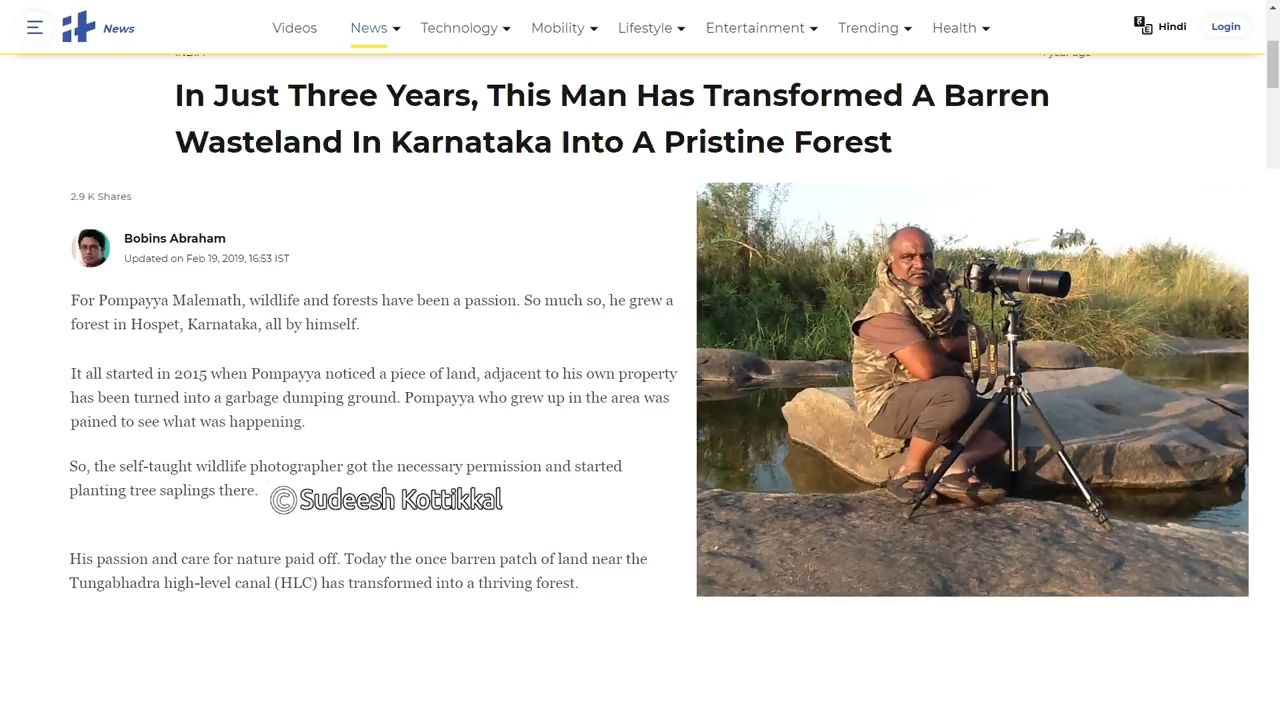 News
Videos
News
Technology
Mobility
Lifestyle
Entertainment
Trending
Health
Hindi
Login
In Just Three Years, This Man Has Transformed A Barren
Wasteland In Karnataka Into A Pristine Forest
2.9 K Shares
Bobins Abraham
Updated on Feb 19, 2019, 16:53 IST
For Pompayya Malemath, wildlife and forests have been a passion. So much so, he grew a
forest in Hospet, Karnataka, all by himself.
It all started in 2015 when Pompayya noticed a piece of land, adjacent to his own property
has been turned into a garbage dumping ground. Pompayya who grew up in the area was
pained to see what was happening.
So, the self-taught wildlife photographer got the necessary permission and started
planting tree saplings there.
©Sudeesh Kottikkal
His passion and care for nature paid off. Today the once barren patch of land near the
Tungabhadra high-level canal (HLC) has transformed into a thriving forest.